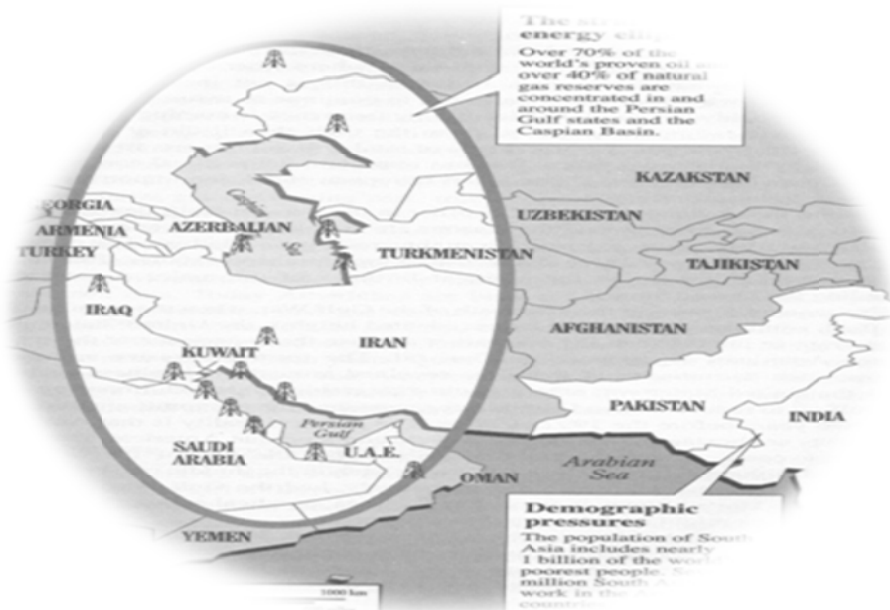 The
energy
Over 70% of the
world's proven oil
over 40% of natural
gas reserves are
concentrated in and
around the Persian
Gulf states and the
Caspian Basin.
KAZAKSTAN
UZBEKISTAN
ARMENIA
AZERBAIJAN
TURKEY
Caspian
TURKMENISTAN
TAJIKISTAN
IRAQ
AFGHANISTAN
KUWAIT
IRAN
PAKISTAN
INDIA
Persian
Gulf
SAUDI
ARABIA
U.A.E.
Arabian
Sea
OMAN
YEMEN
Demographic
pressures
The population of
Asia includes nearly
1 billion of the
poorest people.
million South
work in the
1000 km